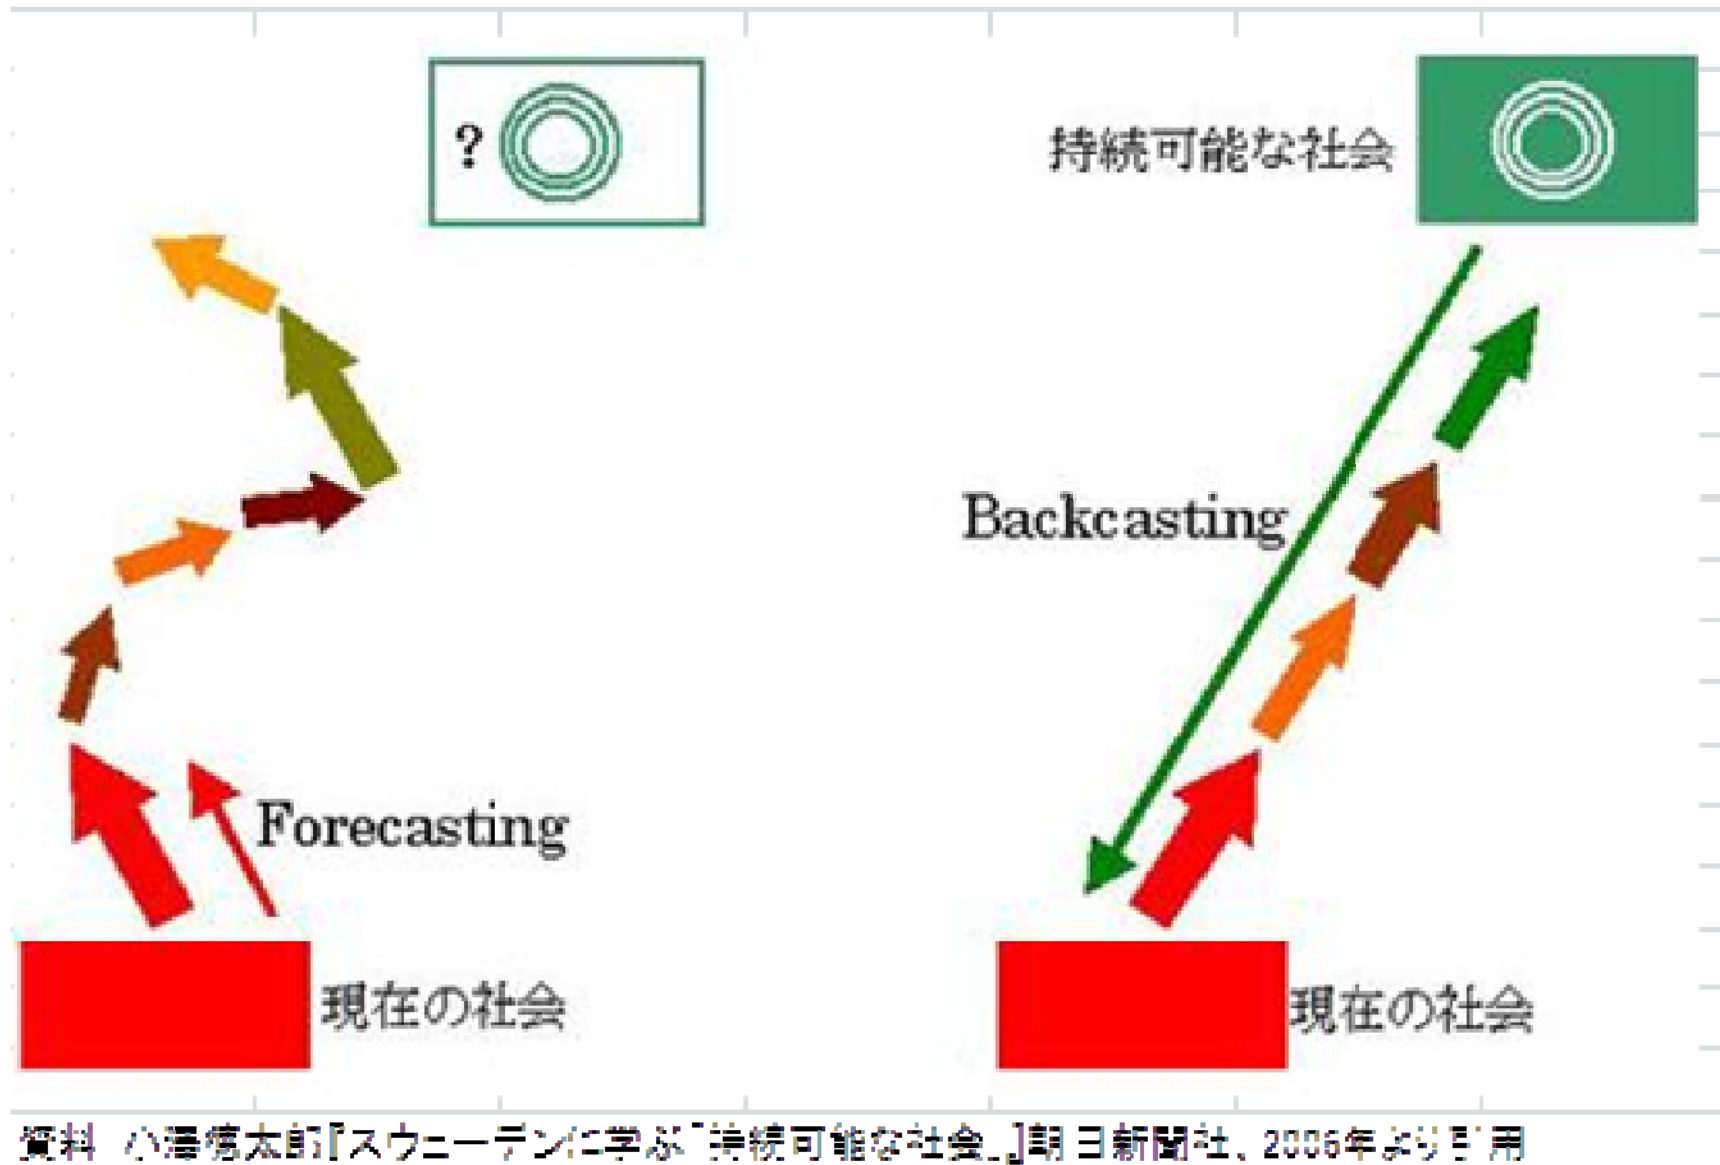 ?
持続可能な社会
Backcasting
Forecasting
現在の社会
現在の社会
資料 小澤徳太郎『スウェーデンに学ぶ「持続可能な社会」』朝日新聞社、2006年より引用